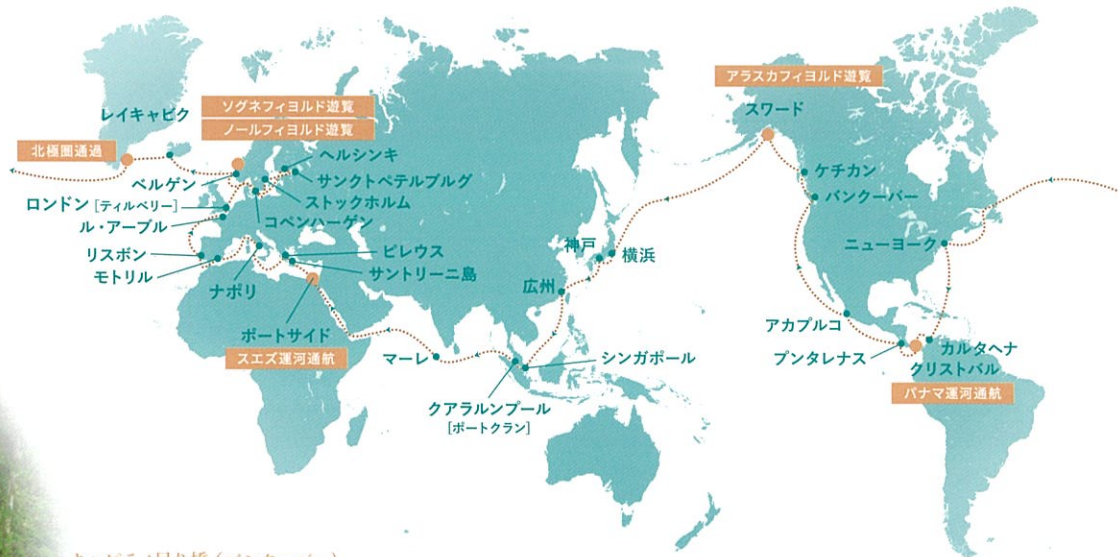 アラスカフィヨルド遊覧
スワード
レイキャビク
ソグネフィヨルド遊覧
ノールフィヨルド遊覧
北極圏通過
ヘルシンキ
サンクトペテルブルグ
ストックホルム
コペンハーゲン
ベルゲン
ロンドン［ティルベリー］
ル・アーブル
リスボン
モトリル
ナポリ
ピレウス
サントリーニ島
ポートサイド
スエズ運河通航
マーレ
クアラルンプール
［ポートクラン］
シンガポール
広州
神戸
横浜
ケチカン
バンクーバー
ニューヨーク
アカプルコ
プンタレナス
カルタヘナ
クリストバル
パナマ運河通航